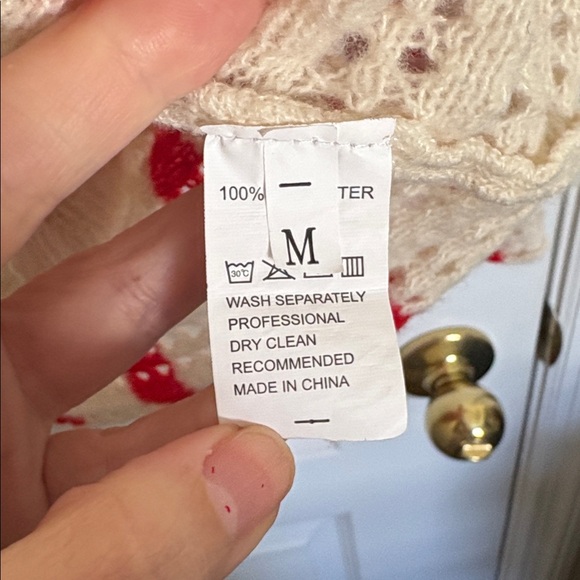 100% TER
M
30°C
WASH SEPARATELY
PROFESSIONAL
DRY CLEAN
RECOMMENDED
MADE IN CHINA